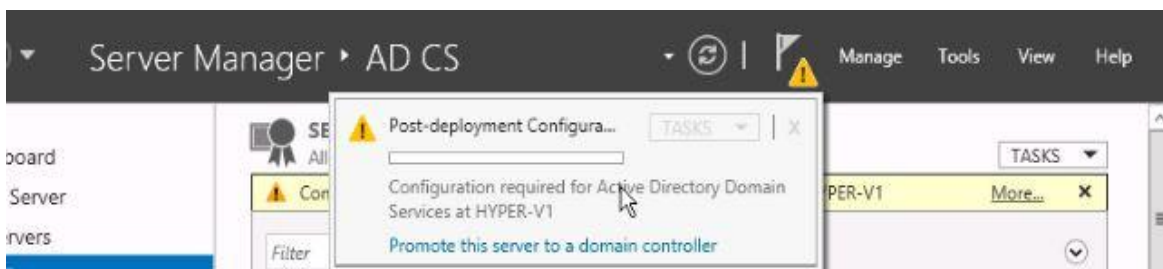 Server Manager ▸ AD CS
Manage Tools View Help
Post-deployment Configura... TASKS X
SE
All
TASKS
board
Server
Con
PER-V1 More... x
Configuration required for Active Directory Domain
Services at HYPER-V1
rvers
Filter
Promote this server to a domain controller